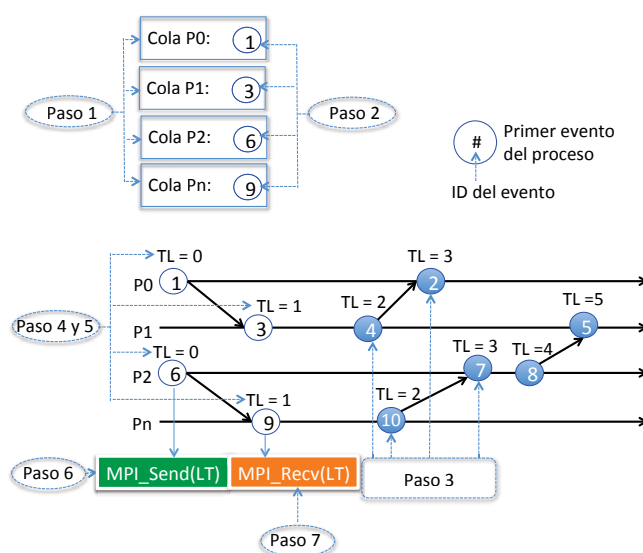 Cola P0: 1
Cola P1: 3
Paso 1
Paso 2
Cola P2: 6
Cola Pn: 9
# Primer evento
del proceso
ID del evento
TL = 0
TL = 3
P0 1 2
TL = 1
TL = 2
TL =5
Paso 4 y 5
P1 3 4 5
TL = 0
TL = 3
TL =4
P2 6 7 8
TL = 1
TL = 2
Pn 9 10
Paso 6
MPI_Send(LT)
MPI_Recv(LT)
Paso 3
Paso 7